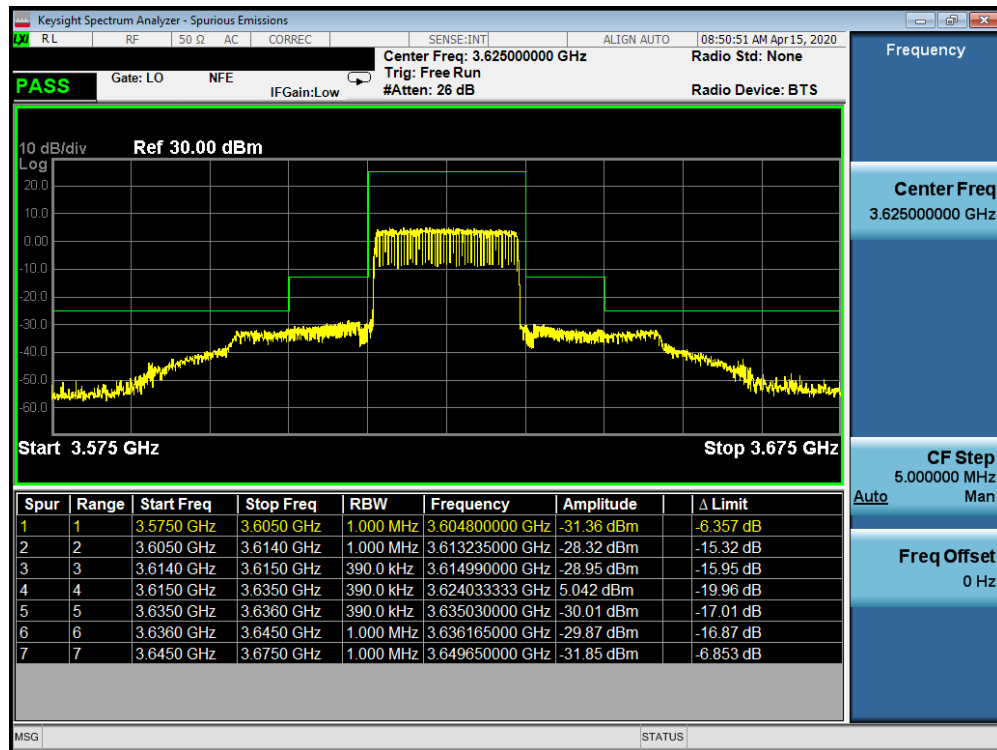 Keysight Spectrum Analyzer - Spurious Emissions
LXI RL RF 50 Ω AC CORREC SENSE:INT ALIGN AUTO 08:50:51 AM Apr 15, 2020
Center Freq: 3.625000000 GHz Radio Std: None
PASS Gate: LO NFE Trig: Free Run
IFGain:Low #Atten: 26 dB Radio Device: BTS
Frequency
10 dB/div Ref 30.00 dBm
Log
20.0
10.0
0.00
-10.0
-20.0
-30.0
-40.0
-50.0
-60.0
Start 3.575 GHz Stop 3.675 GHz
Center Freq
3.625000000 GHz
CF Step
5.000000 MHz
Auto Man
Freq Offset
0 Hz
Spur Range Start Freq Stop Freq RBW Frequency Amplitude Δ Limit
1 1 3.5750 GHz 3.6050 GHz 1.000 MHz 3.604800000 GHz -31.36 dBm -6.357 dB
2 2 3.6050 GHz 3.6140 GHz 1.000 MHz 3.613235000 GHz -28.32 dBm -15.32 dB
3 3 3.6140 GHz 3.6150 GHz 390.0 kHz 3.614990000 GHz -28.95 dBm -15.95 dB
4 4 3.6150 GHz 3.6350 GHz 390.0 kHz 3.624033333 GHz 5.042 dBm -19.96 dB
5 5 3.6350 GHz 3.6360 GHz 390.0 kHz 3.635030000 GHz -30.01 dBm -17.01 dB
6 6 3.6360 GHz 3.6450 GHz 1.000 MHz 3.636165000 GHz -29.87 dBm -16.87 dB
7 7 3.6450 GHz 3.6750 GHz 1.000 MHz 3.649650000 GHz -31.85 dBm -6.853 dB
MSG STATUS